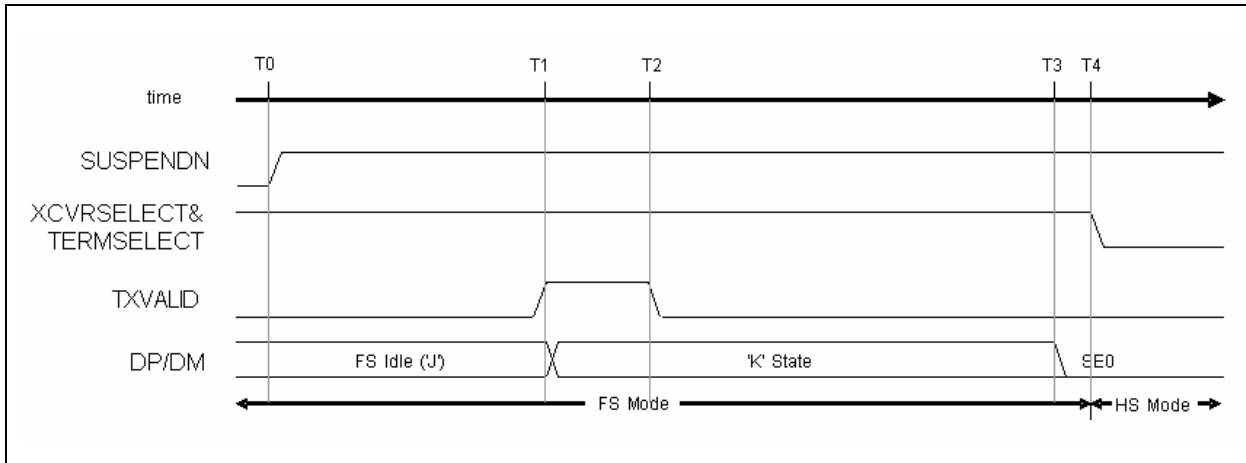 T0 T1 T2 T3 T4
time
SUSPENDN
XCVRSELECT&
TERMSELECT
TXVALID
DP/DM FS Idle ('J') 'K' State SE0
FS Mode HS Mode